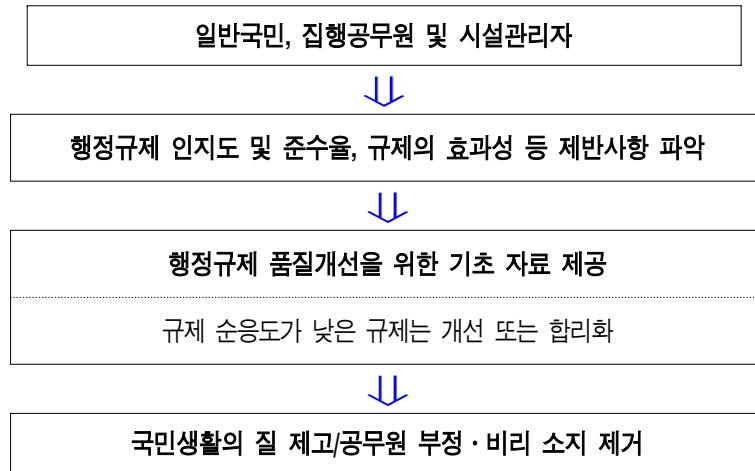 일반국민, 집행공무원 및 시설관리자
행정규제 인지도 및 준수율, 규제의 효과성 등 제반사항 파악
행정규제 품질개선을 위한 기초 자료 제공
규제 순응도가 낮은 규제는 개선 또는 합리화
국민생활의 질 제고/공무원 부정·비리 소지 제거